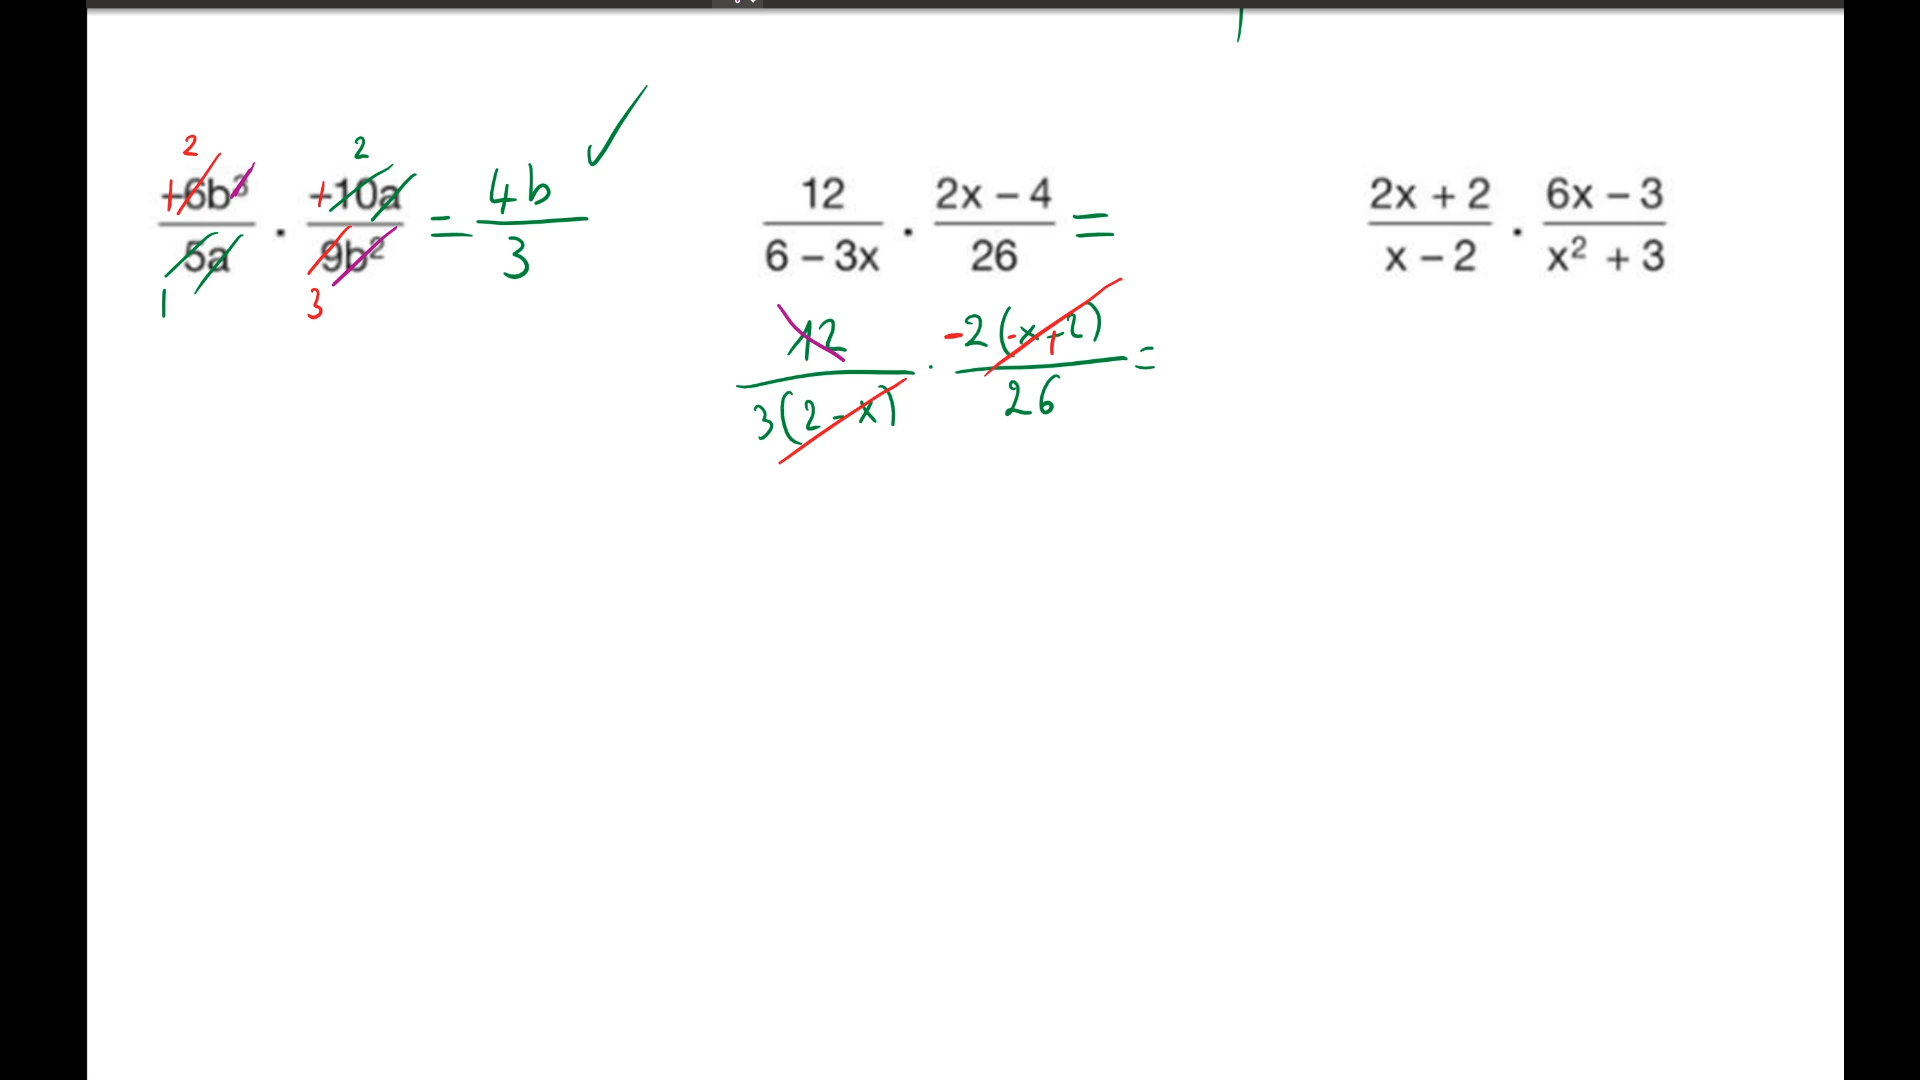 2 2
+6b³/5a · +10a/9b² = 4b/3 ✓
1 3
12/(6 – 3x) · (2x – 4)/26 =
12/3(2 - x) · -2(-x+2)/26 =
(2x + 2)/(x – 2) · (6x – 3)/(x² + 3)